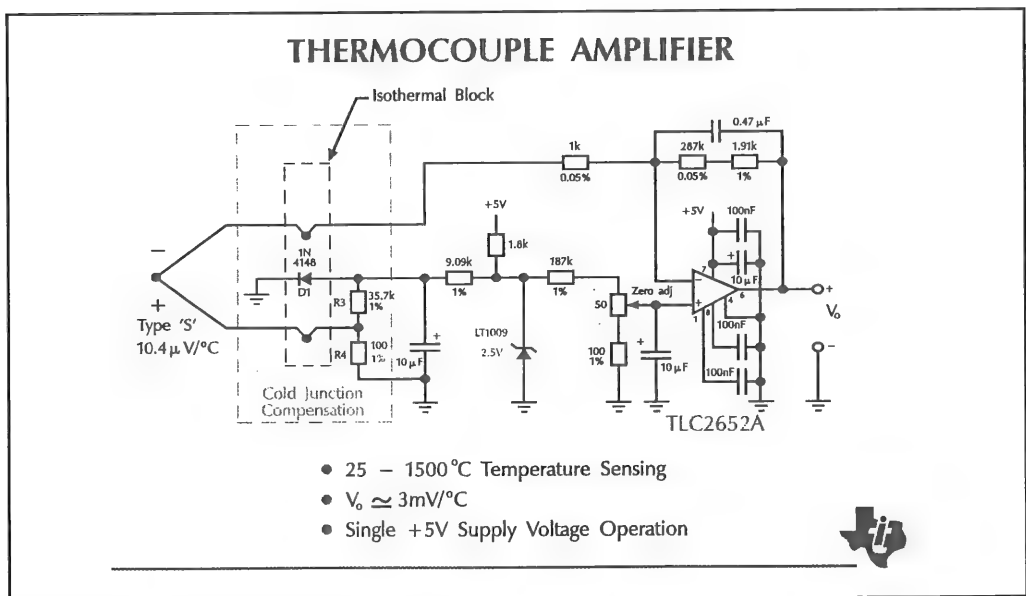 THERMOCOUPLE AMPLIFIER
Isothermal Block
0.47 μF
1k
0.05%
287k
0.05%
1.91k
1%
+5V
1.8k
+5V
100nF
−
1N
4148
D1
9.09k
1%
187k
1%
Zero adj
50
7
−
+
+
10 μF
6
4
8
1
+
V₀
−
+
Type 'S'
10.4 μ V/°C
R3
35.7k
1%
R4
100
1%
+
10 μF
LT1009
2.5V
100
1%
+
10 μF
100nF
100nF
Cold Junction
Compensation
TLC2652A
• 25 – 1500 °C Temperature Sensing
• V₀ ≃ 3mV/°C
• Single +5V Supply Voltage Operation